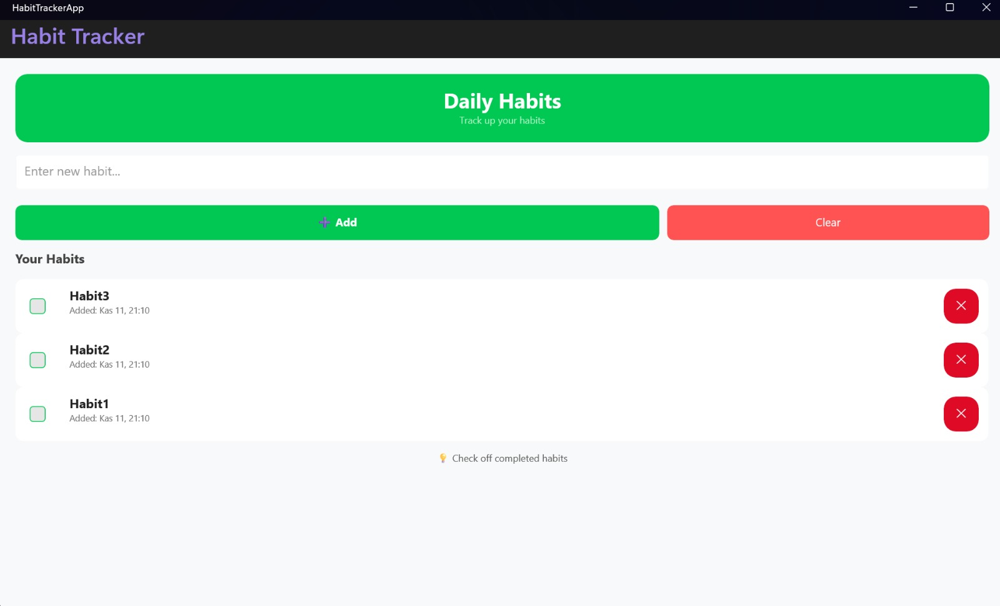 HabitTrackerApp
Habit Tracker
Daily Habits
Track up your habits
Enter new habit...
➕ Add
Clear
Your Habits
Habit3
Added: Kas 11, 21:10
Habit2
Added: Kas 11, 21:10
Habit1
Added: Kas 11, 21:10
💡 Check off completed habits